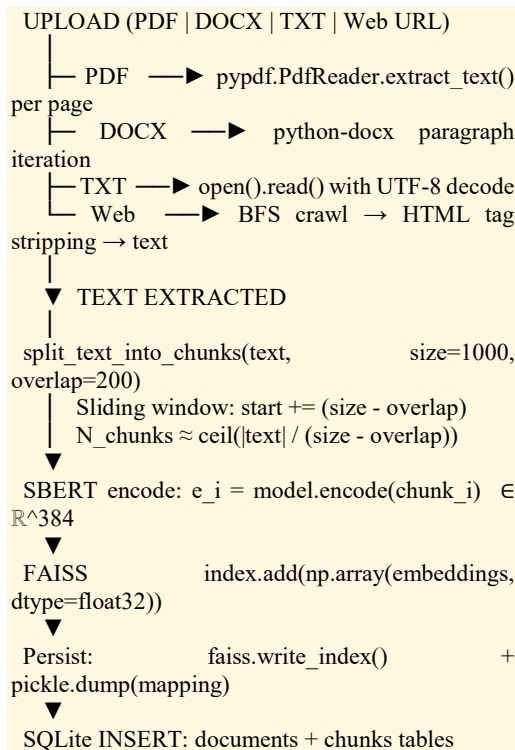 UPLOAD (PDF | DOCX | TXT | Web URL)
│
├─ PDF ──► pypdf.PdfReader.extract_text()
per page
├─ DOCX ──► python-docx paragraph
iteration
├─ TXT ──► open().read() with UTF-8 decode
└─ Web ──► BFS crawl → HTML tag
stripping → text
│
▼ TEXT EXTRACTED
│
split_text_into_chunks(text, size=1000,
overlap=200)
│ Sliding window: start += (size - overlap)
│ N_chunks ≈ ceil(|text| / (size - overlap))
▼
SBERT encode: e_i = model.encode(chunk_i) ∈
ℝ^384
▼
FAISS index.add(np.array(embeddings,
dtype=float32))
▼
Persist: faiss.write_index() +
pickle.dump(mapping)
▼
SQLite INSERT: documents + chunks tables